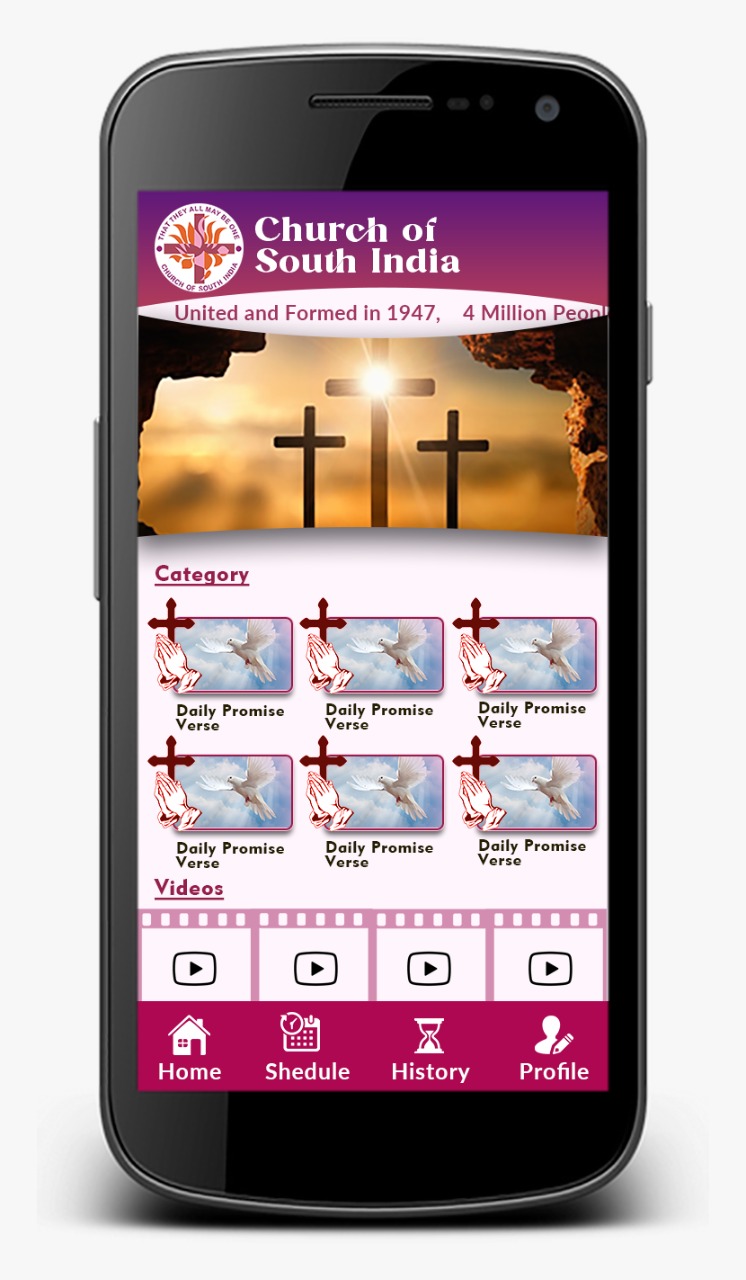 THAT THEY ALL MAY BE ONE
CHURCH OF SOUTH INDIA
Church of
South India
United and Formed in 1947, 4 Million Peopl
Category
Daily Promise
Verse
Daily Promise
Verse
Daily Promise
Verse
Daily Promise
Verse
Daily Promise
Verse
Daily Promise
Verse
Videos
Home
Shedule
History
Profile